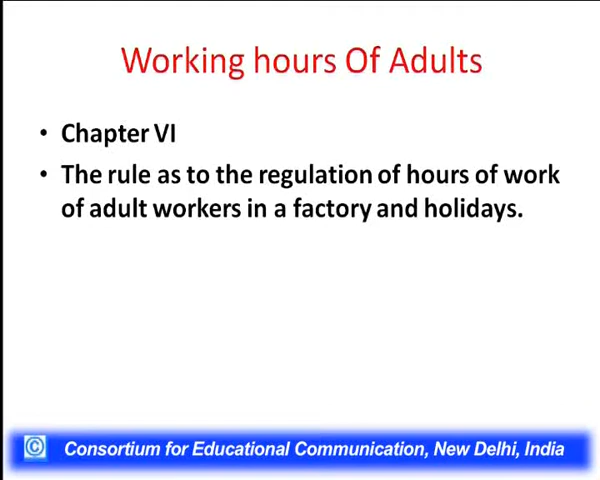 Working hours Of Adults
• Chapter VI
• The rule as to the regulation of hours of work
of adult workers in a factory and holidays.
© Consortium for Educational Communication, New Delhi, India